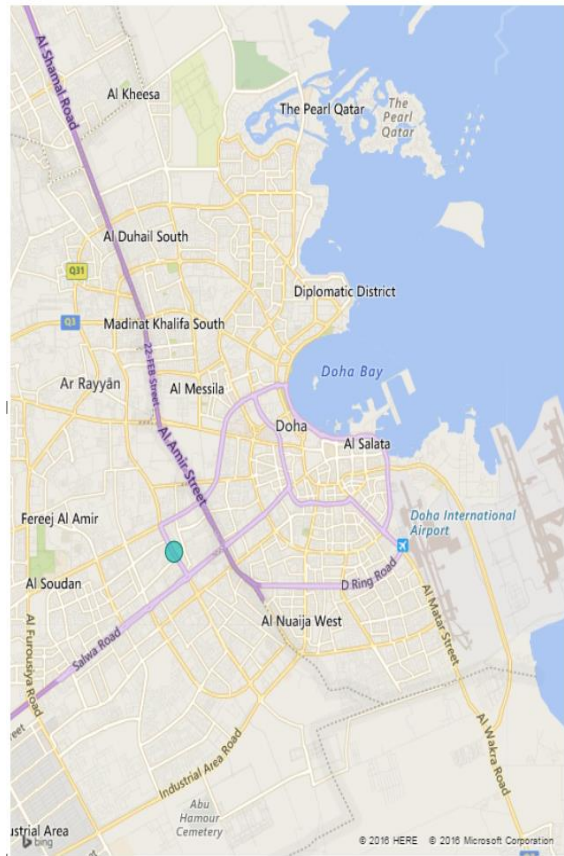 Al Shamal Road
Al Kheesa
The Pearl Qatar
The
Pearl
Qatar
Al Duhail South
Q31
Diplomatic District
Q3
Madinat Khalifa South
22-FEB Street
Doha Bay
Ar Rayyān
Al Messila
Doha
Al Salata
Al Amir Street
Fereej Al Amir
Doha International
Airport
Al Soudan
D Ring Road
Al Nuaija West
Al Matar Street
Al Furousiya Road
Salwa Road
reet
Al Wakra Road
Industrial Area Road
Abu
Hamour
Cemetery
ustrial Area
bing
© 2016 HERE © 2016 Microsoft Corporation